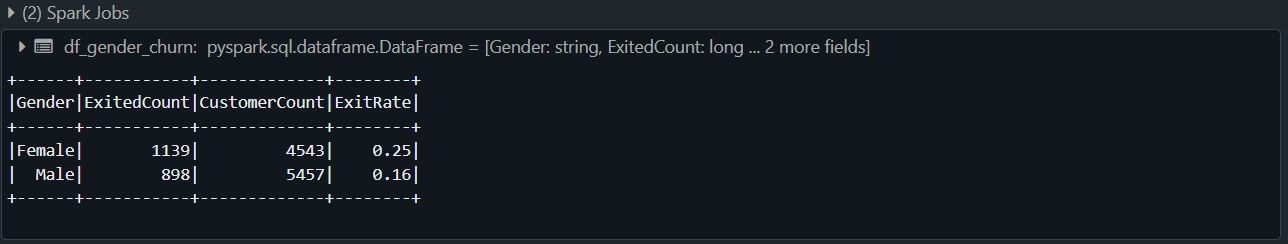 (2) Spark Jobs
df_gender_churn: pyspark.sql.dataframe.DataFrame = [Gender: string, ExitedCount: long ... 2 more fields]
+------+-----------+-------------+--------+
|Gender|ExitedCount|CustomerCount|ExitRate|
+------+-----------+-------------+--------+
|Female|       1139|         4543|    0.25|
|  Male|        898|         5457|    0.16|
+------+-----------+-------------+--------+